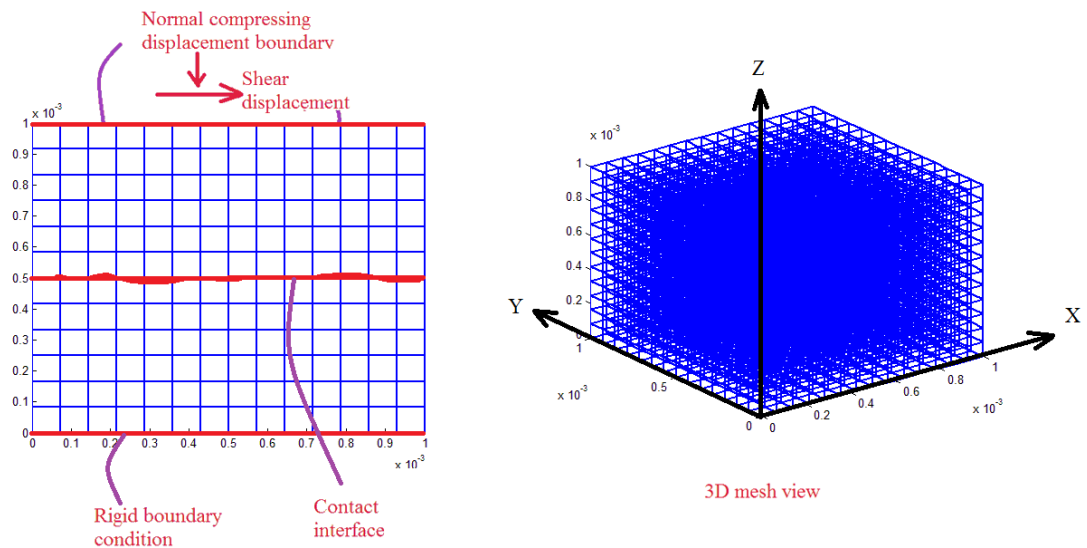 Normal compressing
displacement boundary
Shear
displacement
x 10⁻³
1
0.9
0.8
0.7
0.6
0.5
0.4
0.3
0.2
0.1
0
0 0.1 0.2 0.3 0.4 0.5 0.6 0.7 0.8 0.9 1
x 10⁻³
Rigid boundary
condition
Contact
interface
Z
x 10⁻³
1
0.8
0.6
0.4
0.2
0
Y
1
x 10⁻³
0.5
0
0 0.2 0.4 0.6 0.8 1
x 10⁻³
X
3D mesh view